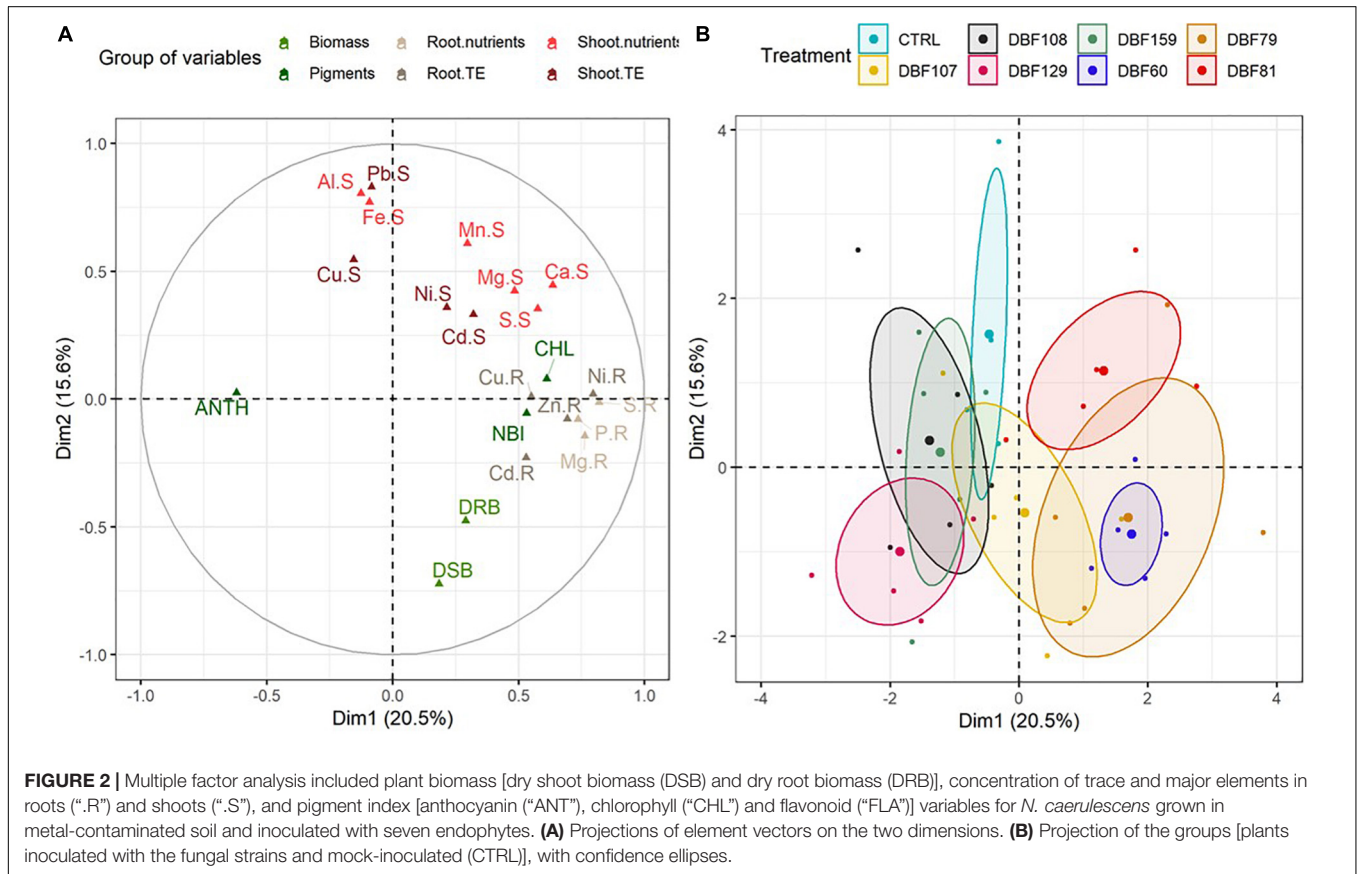 A
Group of variables
Biomass
Root.nutrients
Shoot.nutrients
Pigments
Root.TE
Shoot.TE
1.0
0.5
0.0
-0.5
-1.0
Dim2 (15.6%)
Pb.S
Al.S
Fe.S
Mn.S
Cu.S
Mg.S
Ca.S
Ni.S
S.S
Cd.S
CHL
Cu.R
Ni.R
ANTH
Zn.R
S.R
NBI
P.R
Mg.R
Cd.R
DRB
DSB
-1.0
-0.5
0.0
0.5
1.0
Dim1 (20.5%)
B
Treatment
CTRL
DBF108
DBF159
DBF79
DBF107
DBF129
DBF60
DBF81
4
2
0
-2
Dim2 (15.6%)
-4
-2
0
2
4
Dim1 (20.5%)
FIGURE 2 | Multiple factor analysis included plant biomass [dry shoot biomass (DSB) and dry root biomass (DRB)], concentration of trace and major elements in
roots (“.R”) and shoots (“.S”), and pigment index [anthocyanin (“ANT”), chlorophyll (“CHL”) and flavonoid (“FLA”)] variables for N. caerulescens grown in
metal-contaminated soil and inoculated with seven endophytes. (A) Projections of element vectors on the two dimensions. (B) Projection of the groups [plants
inoculated with the fungal strains and mock-inoculated (CTRL)], with confidence ellipses.